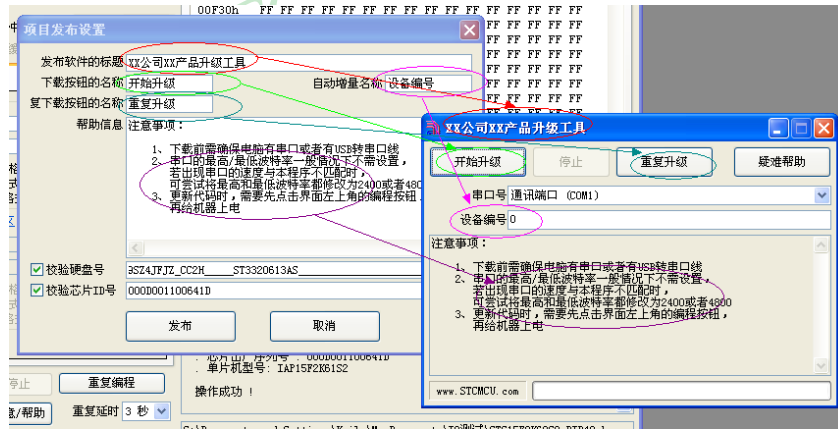 00F30h FF FF FF FF FF FF FF FF FF FF FF FF FF FF FF FF
项目发布设置
发布软件的标题 XX公司XX产品升级工具
下载按钮的名称 开始升级 自动增量名称 设备编号
复下载按钮的名称 重复升级
帮助信息 注意事项:
1、下载前需确保电脑有串口或者有USB转串口线
2、串口的最高/最低波特率一般情况下不需设置,
若出现串口的速度与本程序不匹配时,
可尝试将最高和最低波特率都修改为2400或者480
3、更新代码时,需要先点击界面左上角的编程按钮,
再给机器上电
校验硬盘号 9SZ4JFJZ_CC2H_____ST3320613AS
校验芯片ID号 000D001100641D
发布 取消
XX公司XX产品升级工具
开始升级 停止 重复升级 疑难帮助
串口号 通讯端口 (COM1)
设备编号 0
注意事项:
1、下载前需确保电脑有串口或者有USB转串口线
2、串口的最高/最低波特率一般情况下不需设置,
若出现串口的速度与本程序不匹配时,
可尝试将最高和最低波特率都修改为2400或者4800
3、更新代码时,需要先点击界面左上角的编程按钮,
再给机器上电
www.STCMCU.com
. 芯片出厂序列号 : 000D001100641D
. 单片机型号: IAP15F2K61S2
操作成功 !
停止 重复编程
/帮助 重复延时 3 秒